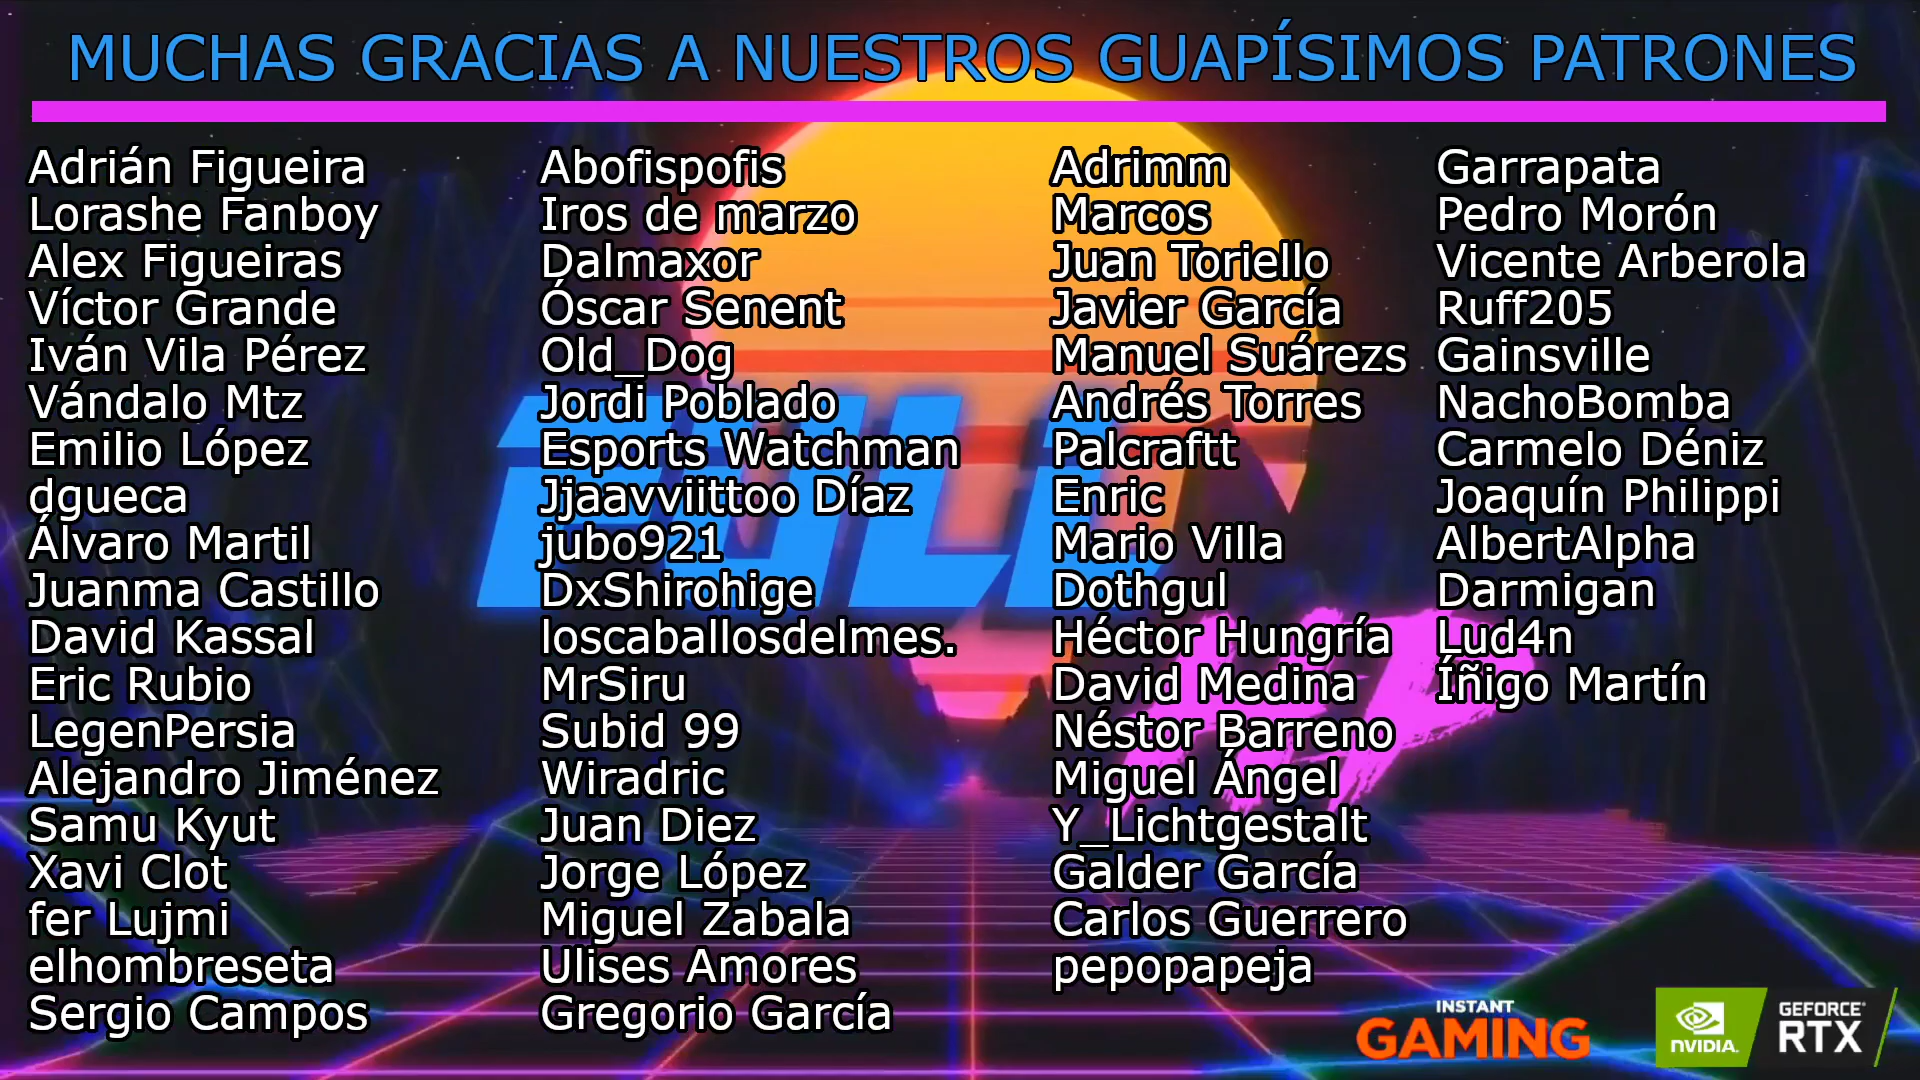 MUCHAS GRACIAS A NUESTROS GUAPÍSIMOS PATRONES
Adrián Figueira
Lorashe Fanboy
Alex Figueiras
Víctor Grande
Iván Vila Pérez
Vándalo Mtz
Emilio López
dgueca
Álvaro Martil
Juanma Castillo
David Kassal
Eric Rubio
LegenPersia
Alejandro Jiménez
Samu Kyut
Xavi Clot
fer Lujmi
elhombreseta
Sergio Campos
Abofispofis
Iros de marzo
Dalmaxor
Óscar Senent
Old_Dog
Jordi Poblado
Esports Watchman
Jjaavviittoo Díaz
jubo921
DxShirohige
loscaballosdelmes.
MrSiru
Subid 99
Wiradric
Juan Diez
Jorge López
Miguel Zabala
Ulises Amores
Gregorio García
Adrimm
Marcos
Juan Toriello
Javier García
Manuel Suárezs
Andrés Torres
Palcraftt
Enric
Mario Villa
Dothgul
Héctor Hungría
David Medina
Néstor Barreno
Miguel Ángel
Y_Lichtgestalt
Galder García
Carlos Guerrero
pepopapeja
Garrapata
Pedro Morón
Vicente Arberola
Ruff205
Gainsville
NachoBomba
Carmelo Déniz
Joaquín Philippi
AlbertAlpha
Darmigan
Lud4n
Íñigo Martín
INSTANT
GAMING
NVIDIA.
GEFORCE
RTX